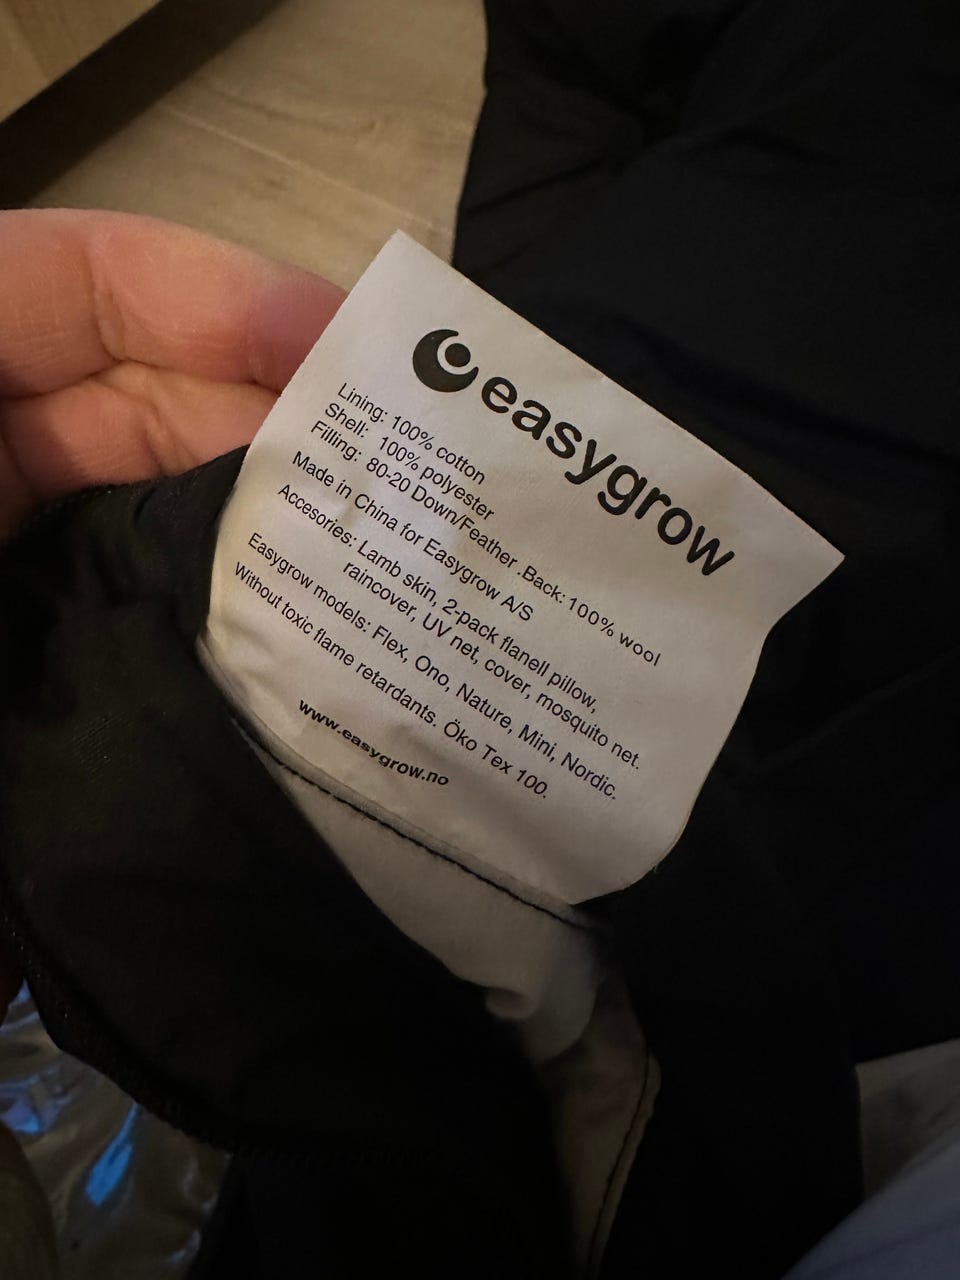 easygrow
Lining: 100% cotton
Shell: 100% polyester
Filling: 80-20 Down/Feather .Back: 100% wool
Made in China for Easygrow A/S
Accesories: Lamb skin, 2-pack flanell pillow,
raincover, UV net, cover, mosquito net.
Easygrow models: Flex, Ono, Nature, Mini, Nordic.
Without toxic flame retardants. Öko Tex 100.
www.easygrow.no